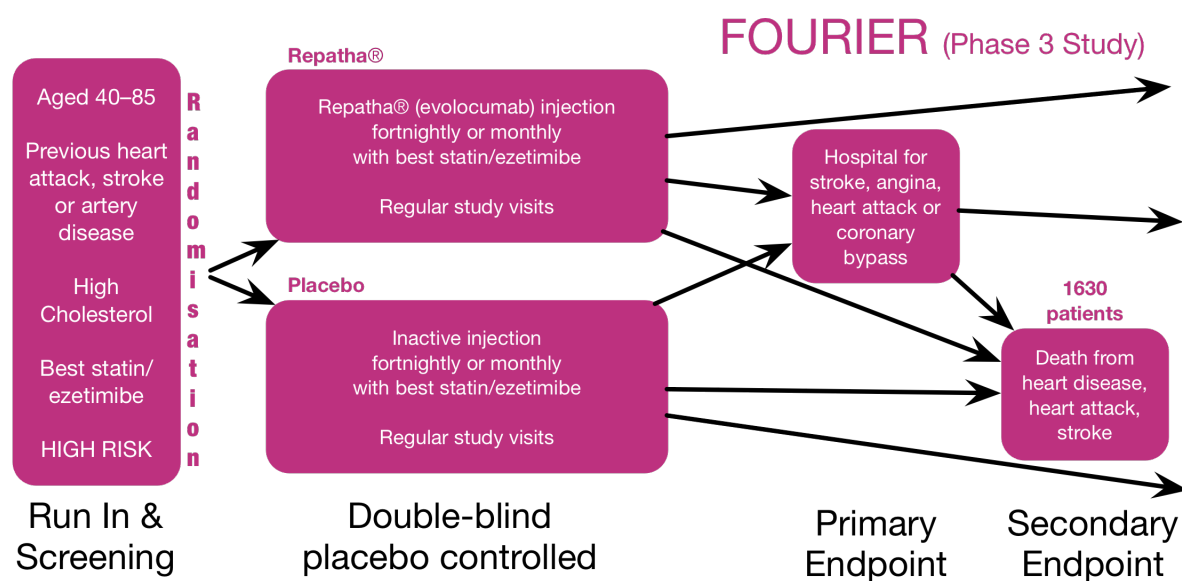 FOURIER (Phase 3 Study)
Aged 40–85
Previous heart
attack, stroke
or artery
disease
High
Cholesterol
Best statin/
ezetimibe
HIGH RISK
Randomisation
Repatha®
Repatha® (evolocumab) injection
fortnightly or monthly
with best statin/ezetimibe
Regular study visits
Placebo
Inactive injection
fortnightly or monthly
with best statin/ezetimibe
Regular study visits
Hospital for
stroke, angina,
heart attack or
coronary
bypass
1630
patients
Death from
heart disease,
heart attack,
stroke
Run In &
Screening
Double-blind
placebo controlled
Primary
Endpoint
Secondary
Endpoint